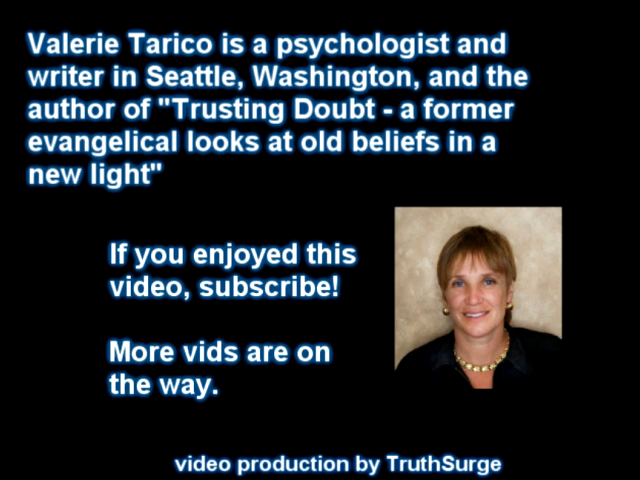 Valerie Tarico is a psychologist and
writer in Seattle, Washington, and the
author of "Trusting Doubt - a former
evangelical looks at old beliefs in a
new light"
If you enjoyed this
video, subscribe!
More vids are on
the way.
video production by TruthSurge